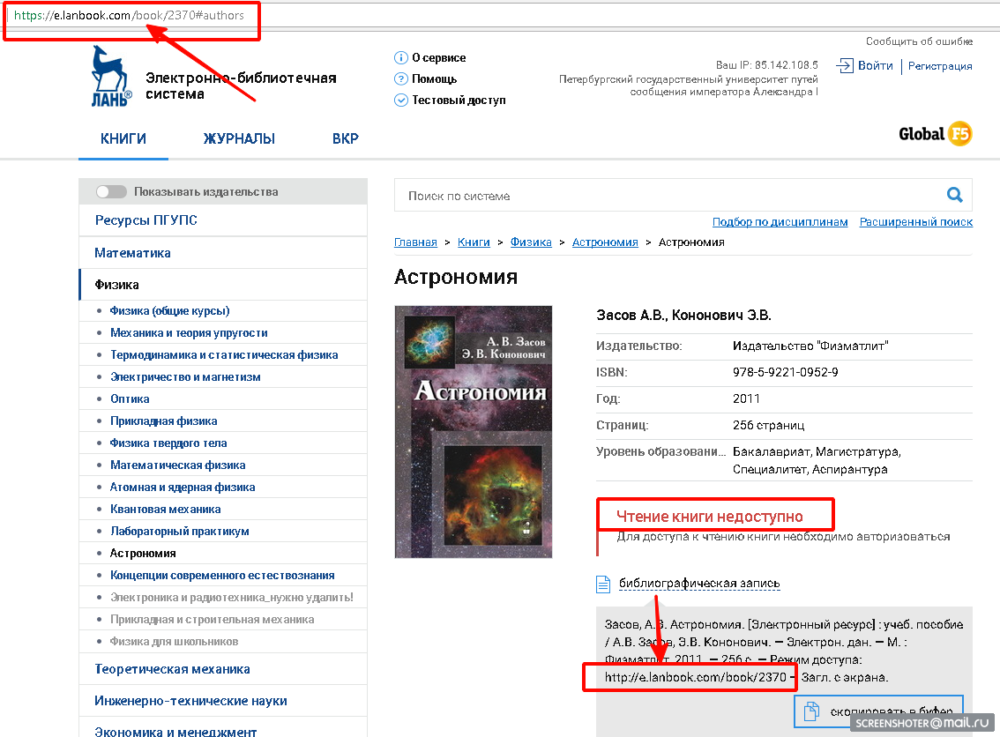 https://e.lanbook.com/book/2370#authors
Сообщить об ошибке
ЛАНЬ®
Электронно-библиотечная
система
О сервисе
Помощь
Тестовый доступ
Ваш IP: 85.142.108.5
Петербургский государственный университет путей
сообщения императора Александра I
Войти
Регистрация
КНИГИ
ЖУРНАЛЫ
ВКР
Global F5
Показывать издательства
Ресурсы ПГУПС
Математика
Физика
Физика (общие курсы)
Механика и теория упругости
Термодинамика и статистическая физика
Электричество и магнетизм
Оптика
Прикладная физика
Физика твердого тела
Математическая физика
Атомная и ядерная физика
Квантовая механика
Лабораторный практикум
Астрономия
Концепции современного естествознания
Электроника и радиотехника_нужно удалить!
Прикладная и строительная механика
Физика для школьников
Теоретическая механика
Инженерно-технические науки
Экономика и менеджмент
Поиск по системе
Подбор по дисциплинам Расширенный поиск
Главная > Книги > Физика > Астрономия > Астрономия
Астрономия
А. В. Засов
Э. В. Кононович
Астрономия
Засов А.В., Кононович Э.В.
Издательство: Издательство "Физматлит"
ISBN: 978-5-9221-0952-9
Год: 2011
Страниц: 256 страниц
Уровень образовани... Бакалавриат, Магистратура,
Специалитет, Аспирантура
Чтение книги недоступно
Для доступа к чтению книги необходимо авторизоваться
библиографическая запись
Засов, А.В. Астрономия. [Электронный ресурс] : учеб. пособие
/ А.В. Засов, Э.В. Кононович. — Электрон. дан. — М. :
Физматлит, 2011. — 256 с. — Режим доступа:
http://e.lanbook.com/book/2370 — Загл. с экрана.
скопировать в буфер
SCREENSHOTER@mail.ru